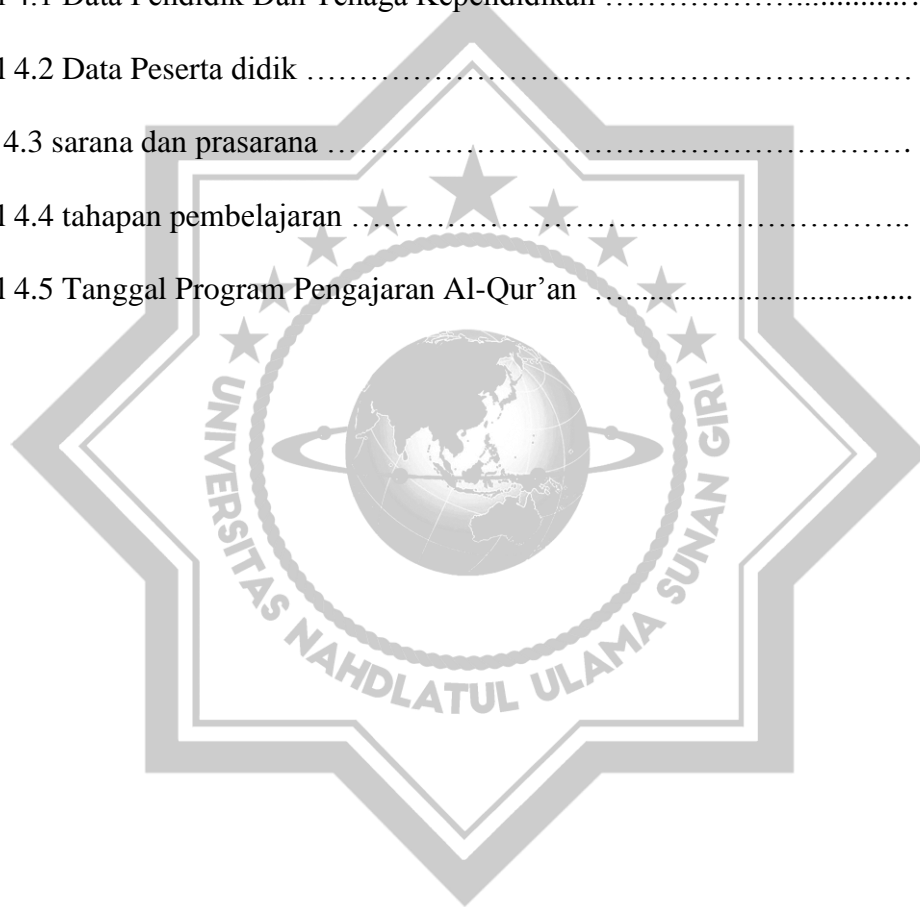 l 4.1 Data Pendidik Dan Tenaga Kependidikan ………………..............
l 4.2 Data Peserta didik …………………………………………………………
4.3 sarana dan prasarana ……………………………………………………….
l 4.4 tahapan pembelajaran ……………………………………………………..
l 4.5 Tanggal Program Pengajaran Al-Qur’an ……...............................
UNIVERSITAS NAHDLATUL ULAMA SUNAN GIRI